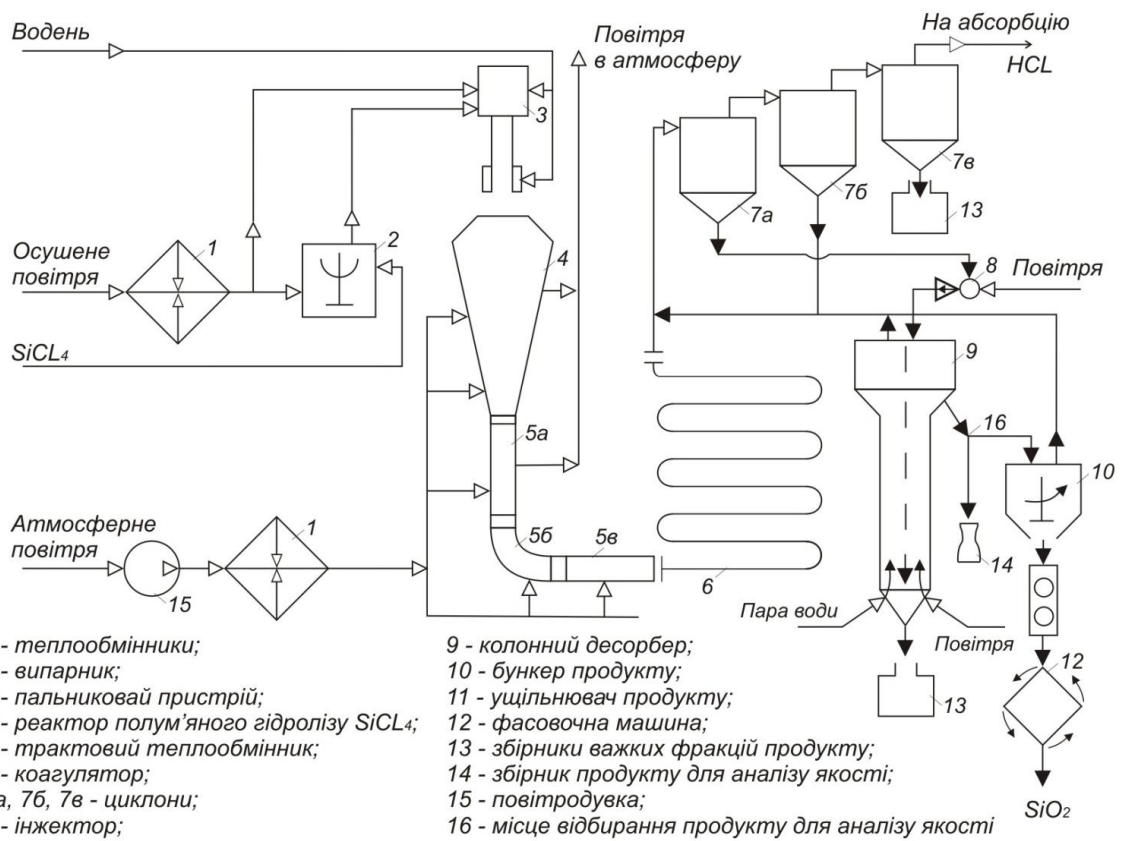 Водень
3
Повітря
в атмосферу
На абсорбцію
HCL
7а
7б
7в
13
Осушене
повітря
1
2
4
8
Повітря
SiCL4
9
5а
16
10
Атмосферне
повітря
1
5б
5в
6
14
15
Пара води
Повітря
12
13
SiO2
- теплообмінники;
- випарник;
- пальниковай пристрій;
- реактор полум’яного гідролізу SiCL4;
- трактовий теплообмінник;
- коагулятор;
а, 7б, 7в - циклони;
- інжектор;
9 - колонний десорбер;
10 - бункер продукту;
11 - ущільнювач продукту;
12 - фасовочна машина;
13 - збірники важких фракцій продукту;
14 - збірник продукту для аналізу якості;
15 - повітродувка;
16 - місце відбирання продукту для аналізу якості